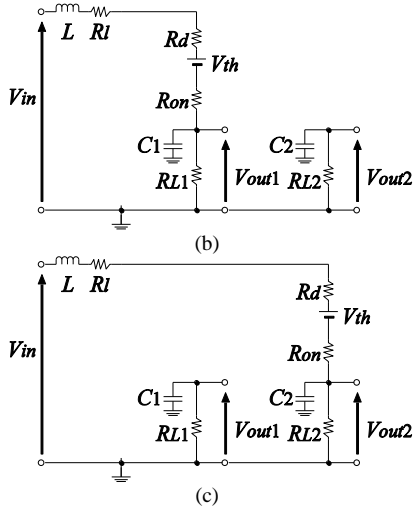 L Rl
Rd
Vth
Vin
Ron
C1
C2
RL1
Vout1
RL2
Vout2
(b)
L Rl
Rd
Vth
Vin
Ron
C1
C2
RL1
Vout1
RL2
Vout2
(c)